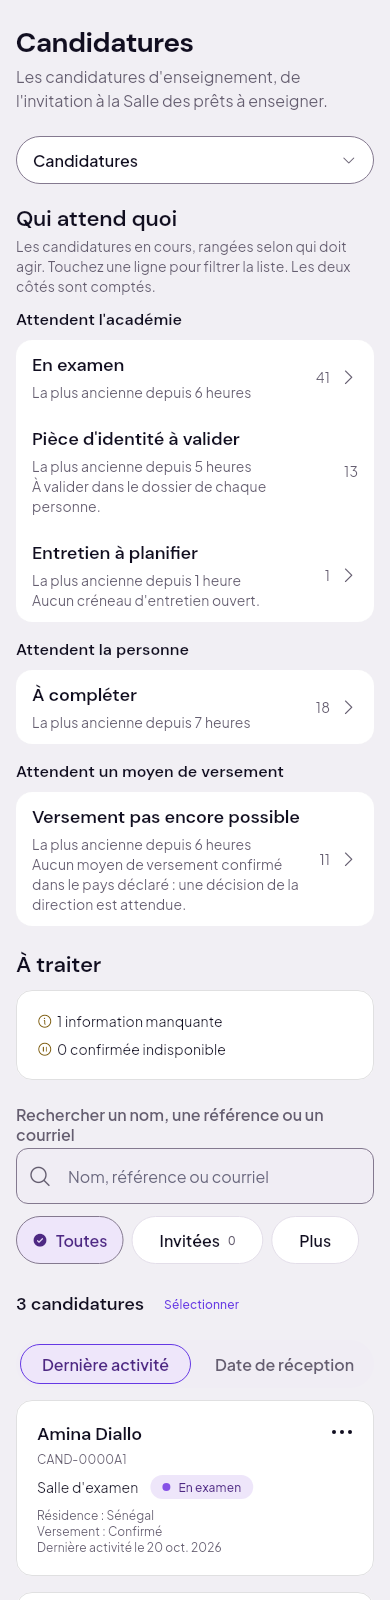 Candidatures
Les candidatures d'enseignement, de
l'invitation à la Salle des prêts à enseigner.
Candidatures
Qui attend quoi
Les candidatures en cours, rangées selon qui doit
agir. Touchez une ligne pour filtrer la liste. Les deux
côtés sont comptés.
Attendent l'académie
En examen
La plus ancienne depuis 6 heures
41
Pièce d'identité à valider
La plus ancienne depuis 5 heures
À valider dans le dossier de chaque
personne.
13
Entretien à planifier
La plus ancienne depuis 1 heure
Aucun créneau d'entretien ouvert.
1
Attendent la personne
À compléter
La plus ancienne depuis 7 heures
18
Attendent un moyen de versement
Versement pas encore possible
La plus ancienne depuis 6 heures
Aucun moyen de versement confirmé
dans le pays déclaré : une décision de la
direction est attendue.
11
À traiter
1 information manquante
0 confirmée indisponible
Rechercher un nom, une référence ou un
courriel
Nom, référence ou courriel
Toutes
Invitées 0
Plus
3 candidatures
Sélectionner
Dernière activité
Date de réception
Amina Diallo
CAND-0000A1
Salle d'examen
En examen
Résidence : Sénégal
Versement : Confirmé
Dernière activité le 20 oct. 2026